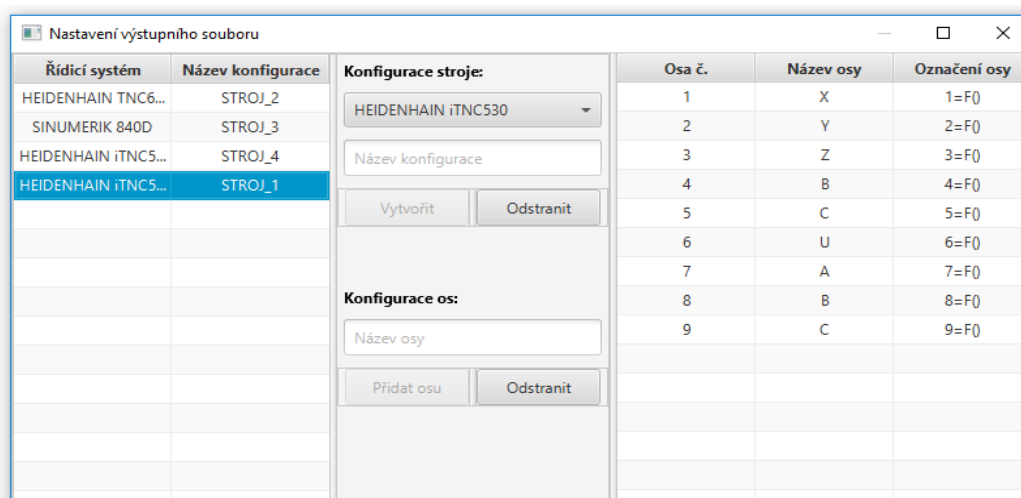 Nastavení výstupního souboru
Řídicí systém Název konfigurace
HEIDENHAIN TNC6... STROJ_2
SINUMERIK 840D STROJ_3
HEIDENHAIN iTNC5... STROJ_4
HEIDENHAIN iTNC5... STROJ_1
Konfigurace stroje:
HEIDENHAIN iTNC530
Název konfigurace
Vytvořit Odstranit
Konfigurace os:
Název osy
Přidat osu Odstranit
Osa č. Název osy Označení osy
1 X 1=F()
2 Y 2=F()
3 Z 3=F()
4 B 4=F()
5 C 5=F()
6 U 6=F()
7 A 7=F()
8 B 8=F()
9 C 9=F()